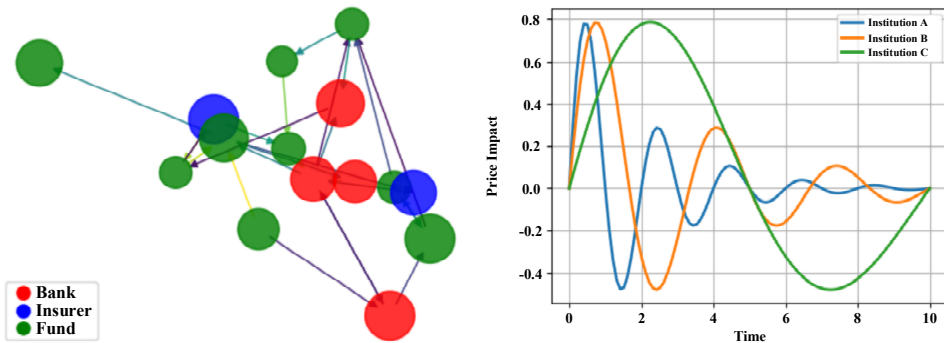 Bank
Insurer
Fund
Price Impact
0.8
0.6
0.4
0.2
0.0
-0.2
-0.4
0
2
4
6
8
10
Time
Institution A
Institution B
Institution C